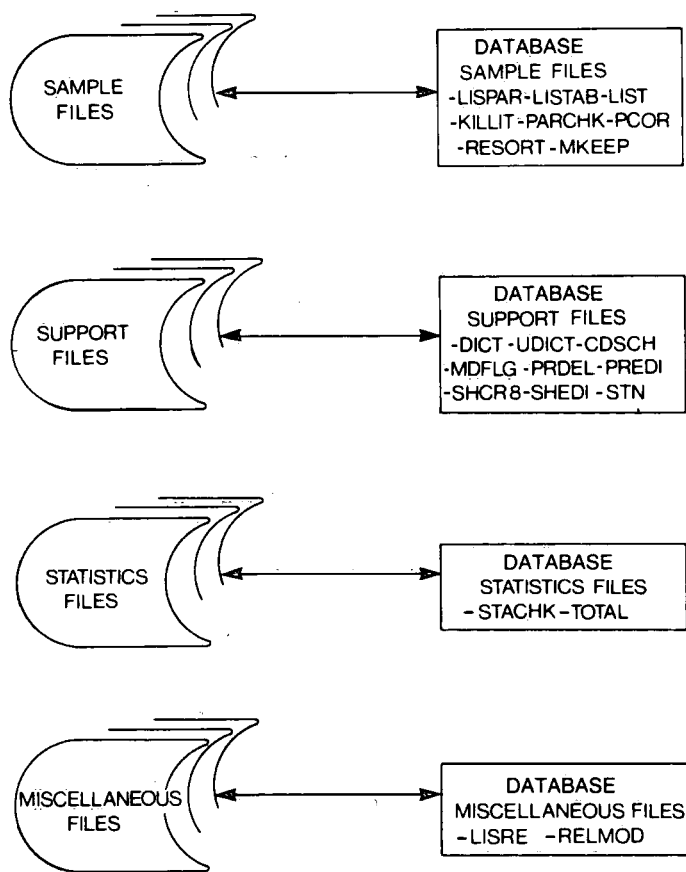 SAMPLE
FILES
DATABASE
SAMPLE FILES
-LISPAR-LISTAB-LIST
-KILLIT-PARCHK-PCOR
-RESORT-MKEEP
SUPPORT
FILES
DATABASE
SUPPORT FILES
-DICT -UDICT-CDSCH
-MDFLG -PRDEL-PREDI
-SHCR8-SHEDI -STN
STATISTICS
FILES
DATABASE
STATISTICS FILES
-STACHK -TOTAL
MISCELLANEOUS
FILES
DATABASE
MISCELLANEOUS FILES
-LISRE -RELMOD